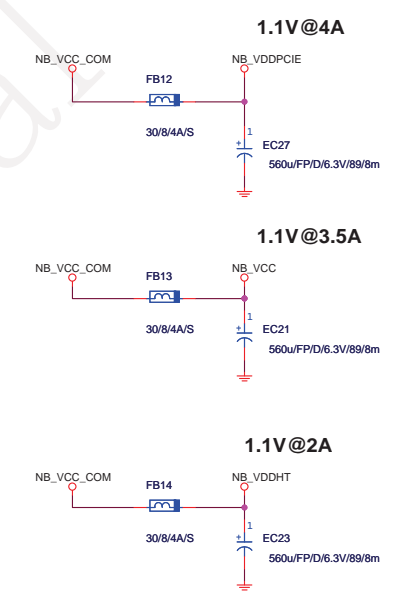 1.1V@4A
NB_VCC_COM
NB_VDDPCIE
FB12
1
+
EC27
30/8/4A/S
560u/FP/D/6.3V/89/8m
1.1V@3.5A
NB_VCC_COM
NB_VCC
FB13
1
+
30/8/4A/S
EC21
560u/FP/D/6.3V/89/8m
1.1V@2A
NB_VCC_COM
NB_VDDHT
FB14
1
+
30/8/4A/S
EC23
560u/FP/D/6.3V/89/8m